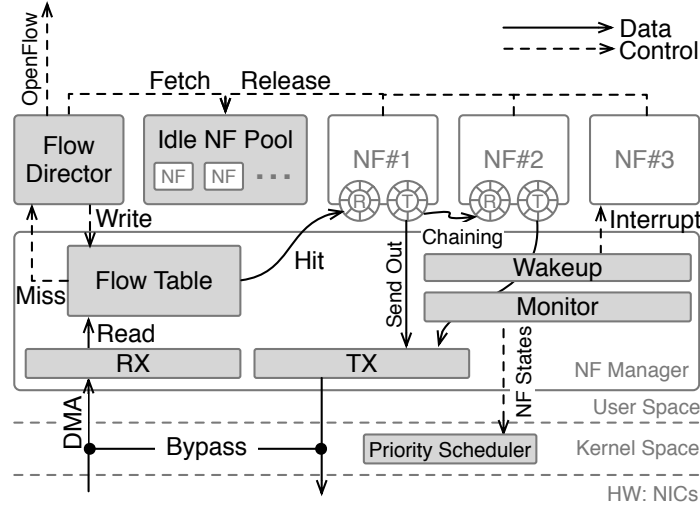 OpenFlow
Data
Control
Fetch
Release
Flow
Director
Idle NF Pool
NF
NF
...
NF#1
NF#2
NF#3
R
T
R
T
Write
Chaining
Interrupt
Hit
Miss
Flow Table
Send Out
Wakeup
Monitor
Read
RX
TX
NF States
NF Manager
DMA
User Space
Bypass
Priority Scheduler
Kernel Space
HW: NICs